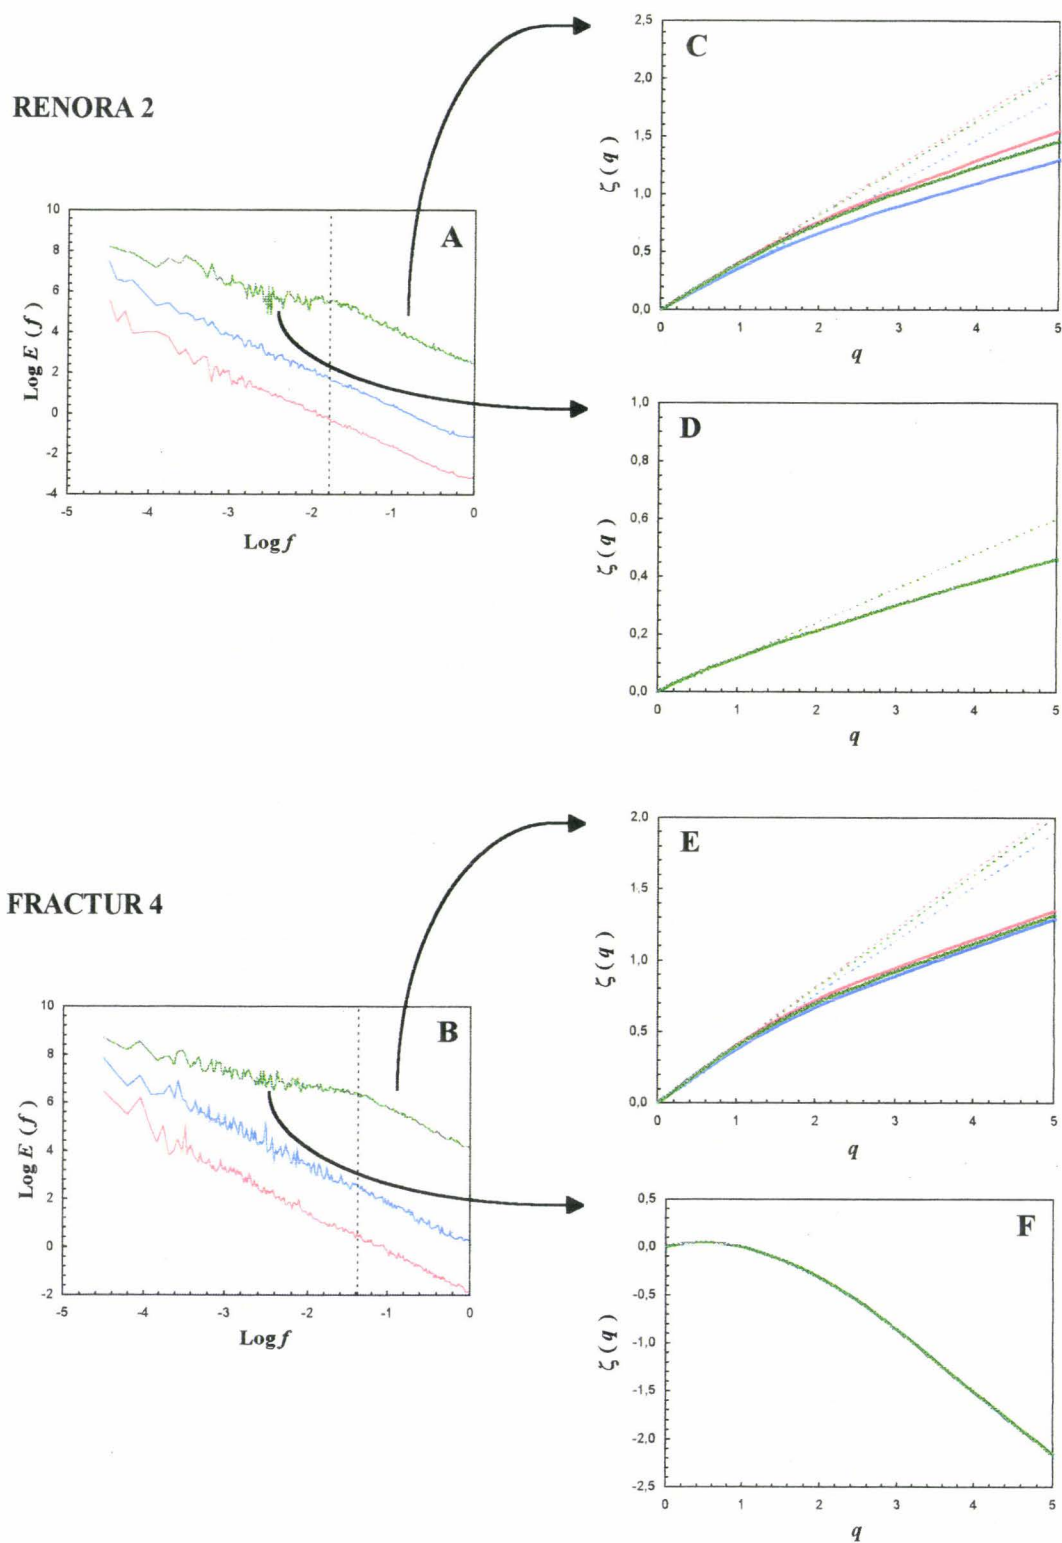 RENORA 2
A
10
8
6
4
2
0
-2
-4
Log E (f)
-5 -4 -3 -2 -1 0
Log f
C
2,5
2,0
1,5
1,0
0,5
0,0
ζ(q)
0 1 2 3 4 5
q
D
1,0
0,8
0,6
0,4
0,2
0,0
ζ(q)
0 1 2 3 4 5
q
FRACTUR 4
B
10
8
6
4
2
0
-2
Log E (f)
-5 -4 -3 -2 -1 0
Log f
E
2,0
1,5
1,0
0,5
0,0
ζ(q)
0 1 2 3 4 5
q
F
0,5
0,0
-0,5
-1,0
-1,5
-2,0
-2,5
ζ(q)
0 1 2 3 4 5
q